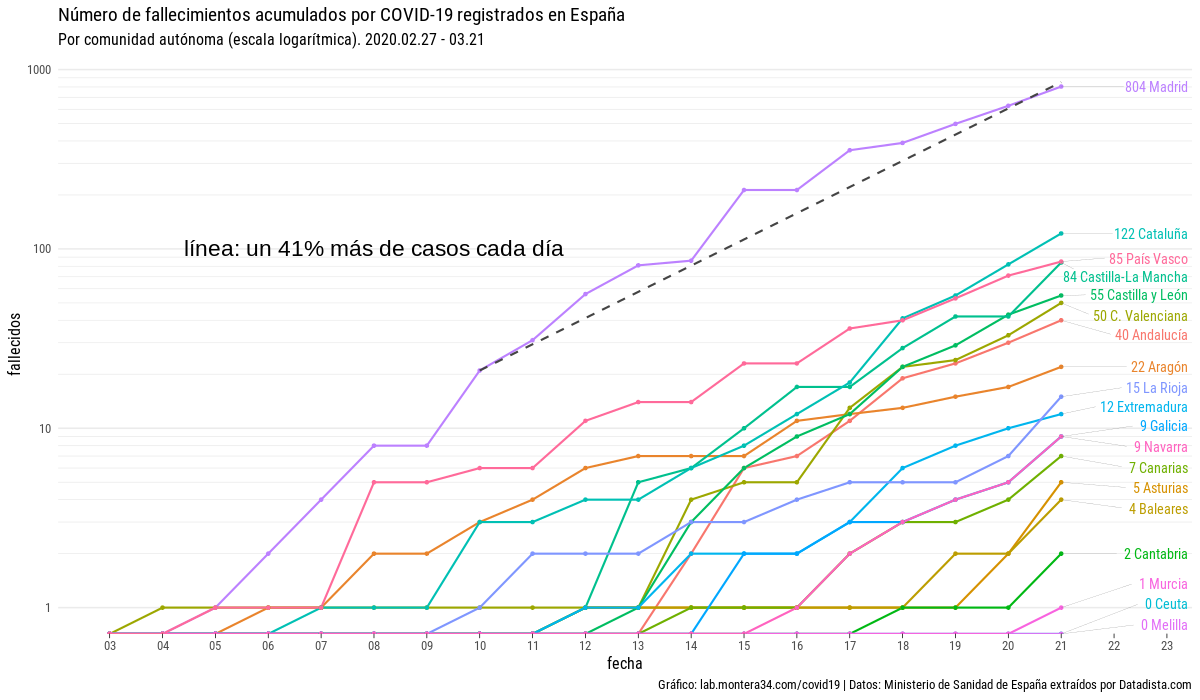 Número de fallecimientos acumulados por COVID-19 registrados en España
Por comunidad autónoma (escala logarítmica). 2020.02.27 - 03.21
1000
804 Madrid
línea: un 41% más de casos cada día
100
122 Cataluña
85 País Vasco
84 Castilla-La Mancha
55 Castilla y León
50 C. Valenciana
40 Andalucía
fallecidos
22 Aragón
15 La Rioja
12 Extremadura
10
9 Galicia
9 Navarra
7 Canarias
5 Asturias
4 Baleares
2 Cantabria
1 Murcia
1
0 Ceuta
0 Melilla
03 04 05 06 07 08 09 10 11 12 13 14 15 16 17 18 19 20 21 22 23
fecha
Gráfico: lab.montera34.com/covid19 | Datos: Ministerio de Sanidad de España extraídos por Datadista.com